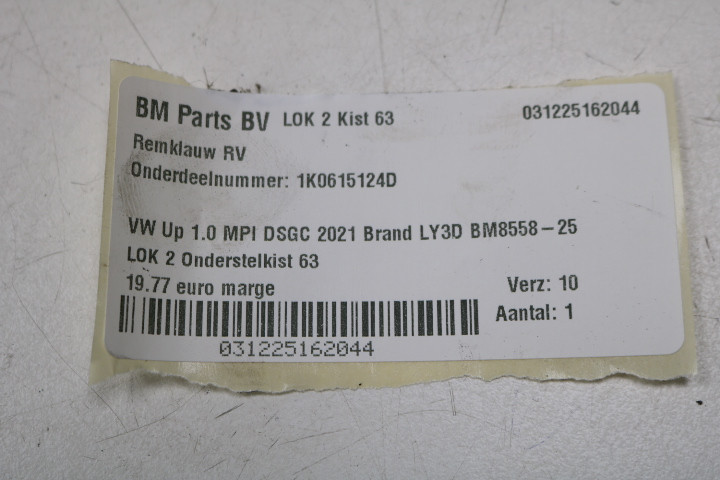 BM Parts BV LOK 2 Kist 63 031225162044
Remklauw RV
Onderdeelnummer: 1K0615124D
VW Up 1.0 MPI DSGC 2021 Brand LY3D BM8558-25
LOK 2 Onderstelkist 63
19.77 euro marge Verz: 10
Aantal: 1
031225162044